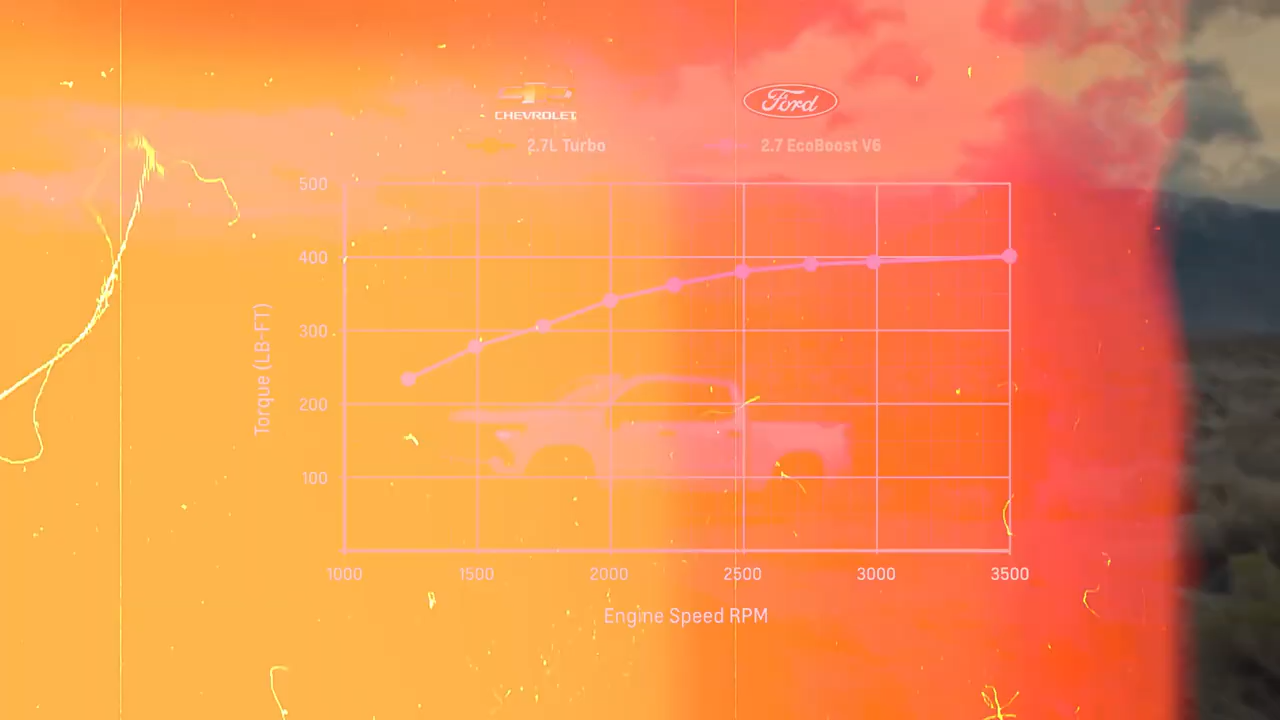 CHEVROLET
Ford
2.7L Turbo
2.7 EcoBoost V6
500
400
300
200
100
Torque (LB-FT)
1000 1500 2000 2500 3000 3500
Engine Speed RPM